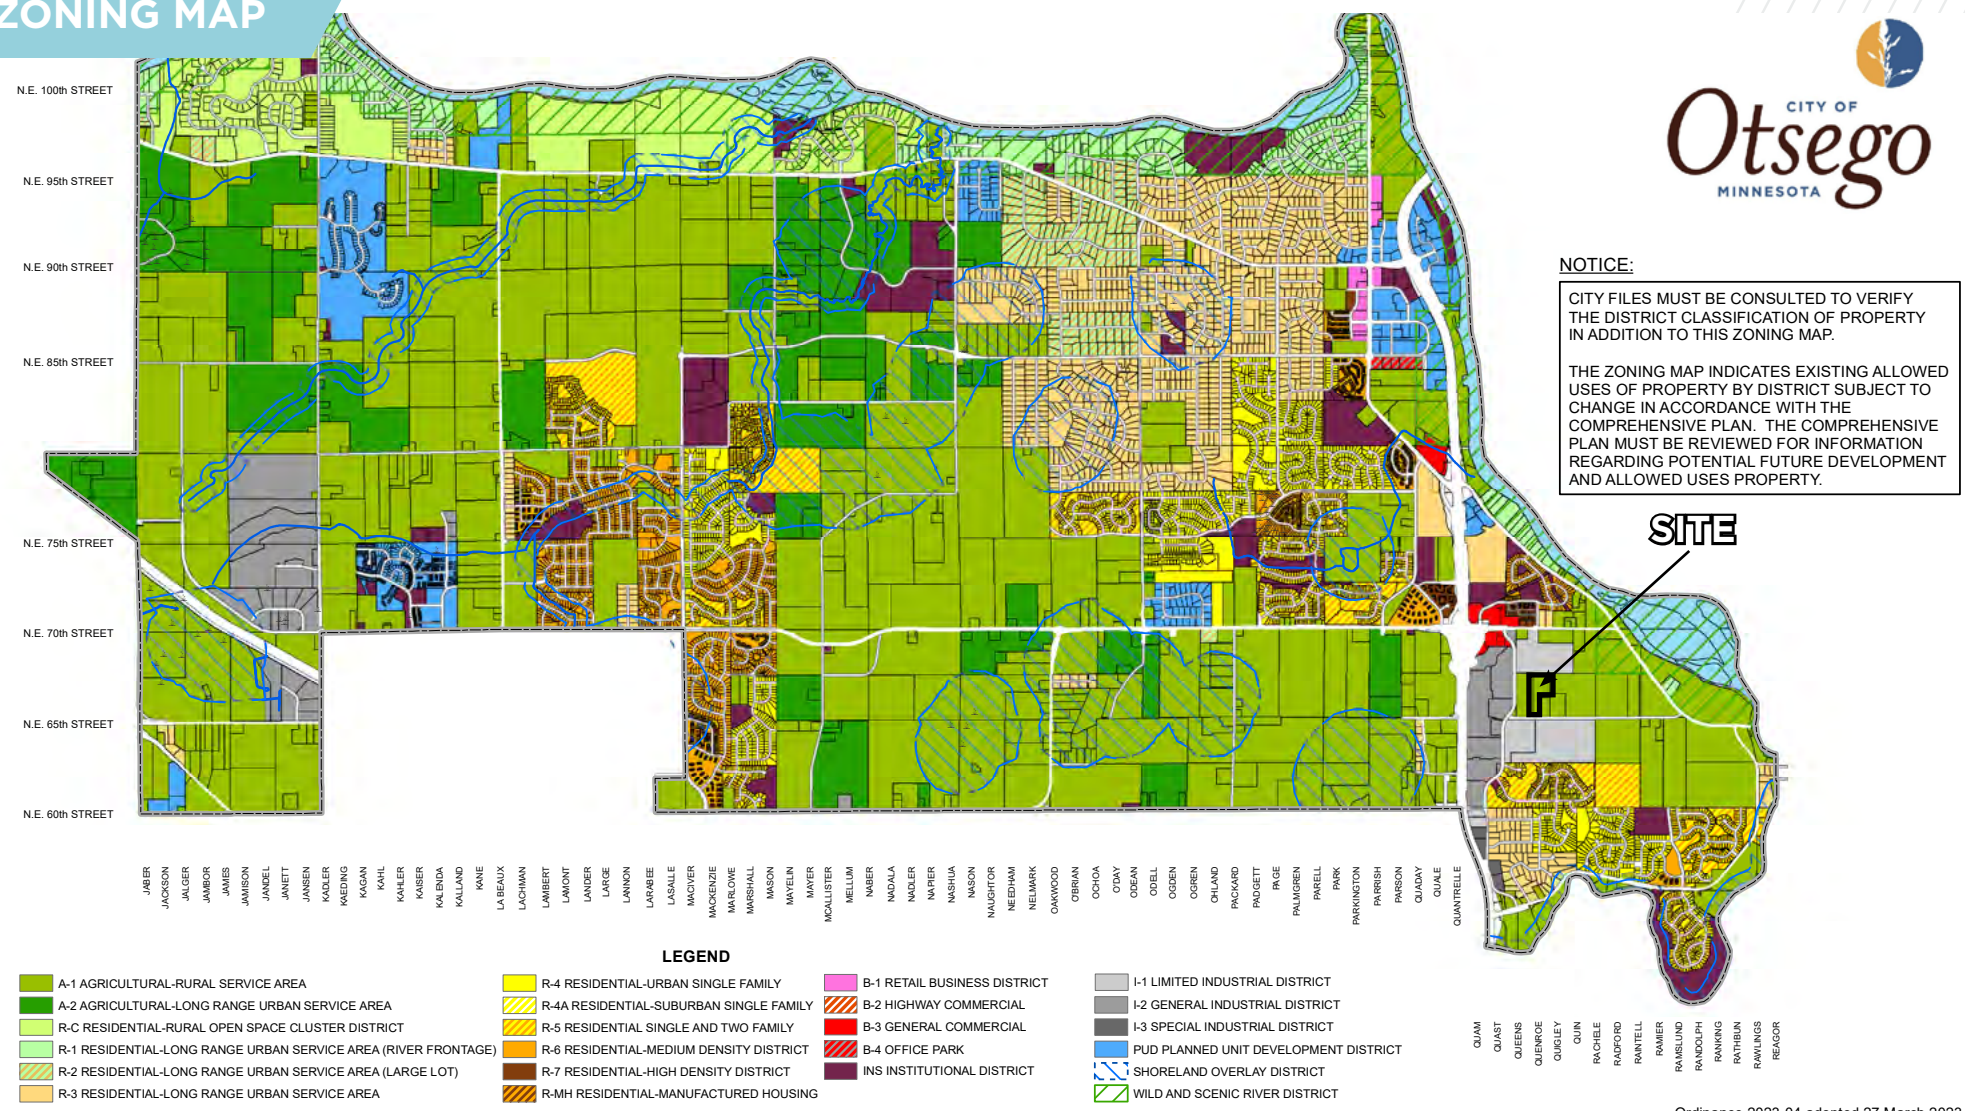 ZONING MAP
CITY OF
Otsego
MINNESOTA
N.E. 100th STREET
N.E. 95th STREET
N.E. 90th STREET
N.E. 85th STREET
N.E. 75th STREET
N.E. 70th STREET
N.E. 65th STREET
N.E. 60th STREET
NOTICE:
CITY FILES MUST BE CONSULTED TO VERIFY
THE DISTRICT CLASSIFICATION OF PROPERTY
IN ADDITION TO THIS ZONING MAP.
THE ZONING MAP INDICATES EXISTING ALLOWED
USES OF PROPERTY BY DISTRICT SUBJECT TO
CHANGE IN ACCORDANCE WITH THE
COMPREHENSIVE PLAN. THE COMPREHENSIVE
PLAN MUST BE REVIEWED FOR INFORMATION
REGARDING POTENTIAL FUTURE DEVELOPMENT
AND ALLOWED USES PROPERTY.
SITE
JABER
JACKSON
JALGER
JAMBOR
JAMES
JAMISON
JANDEL
JANETT
JANSEN
KADLER
KAEDING
KAGAN
KAHL
KAHLER
KAISER
KALENDA
KALLAND
KANE
LA BEAUX
LACHMAN
LAMBERT
LAMONT
LANDER
LARGE
LANNON
LARABEE
LASALLE
MACIVER
MACKENZIE
MARLOWE
MARSHALL
MASON
MAYELIN
MAYER
MCALLISTER
MELLUM
NABER
NADALA
NADLER
NAPIER
NASHUA
NASON
NAUGHTOR
NEEDHAM
NELMARK
OAKWOOD
O'BRIAN
OCHOA
O'DAY
ODEAN
ODELL
OGDEN
OGREN
OHLAND
PACKARD
PADGETT
PAGE
PALMGREN
PARELL
PARK
PARKINGTON
PARRISH
PARSON
QUADAY
QUALE
QUANTRELLE
QUAM
QUAST
QUEENS
QUENROE
QUIGLEY
QUIN
RACHELE
RADFORD
RAINTELL
RAMIER
RAMSLUND
RANDOLPH
RANKING
RATHBUN
RAWLINGS
REAGOR
LEGEND
A-1 AGRICULTURAL-RURAL SERVICE AREA
A-2 AGRICULTURAL-LONG RANGE URBAN SERVICE AREA
R-C RESIDENTIAL-RURAL OPEN SPACE CLUSTER DISTRICT
R-1 RESIDENTIAL-LONG RANGE URBAN SERVICE AREA (RIVER FRONTAGE)
R-2 RESIDENTIAL-LONG RANGE URBAN SERVICE AREA (LARGE LOT)
R-3 RESIDENTIAL-LONG RANGE URBAN SERVICE AREA
R-4 RESIDENTIAL-URBAN SINGLE FAMILY
R-4A RESIDENTIAL-SUBURBAN SINGLE FAMILY
R-5 RESIDENTIAL SINGLE AND TWO FAMILY
R-6 RESIDENTIAL-MEDIUM DENSITY DISTRICT
R-7 RESIDENTIAL-HIGH DENSITY DISTRICT
R-MH RESIDENTIAL-MANUFACTURED HOUSING
B-1 RETAIL BUSINESS DISTRICT
B-2 HIGHWAY COMMERCIAL
B-3 GENERAL COMMERCIAL
B-4 OFFICE PARK
INS INSTITUTIONAL DISTRICT
I-1 LIMITED INDUSTRIAL DISTRICT
I-2 GENERAL INDUSTRIAL DISTRICT
I-3 SPECIAL INDUSTRIAL DISTRICT
PUD PLANNED UNIT DEVELOPMENT DISTRICT
SHORELAND OVERLAY DISTRICT
WILD AND SCENIC RIVER DISTRICT